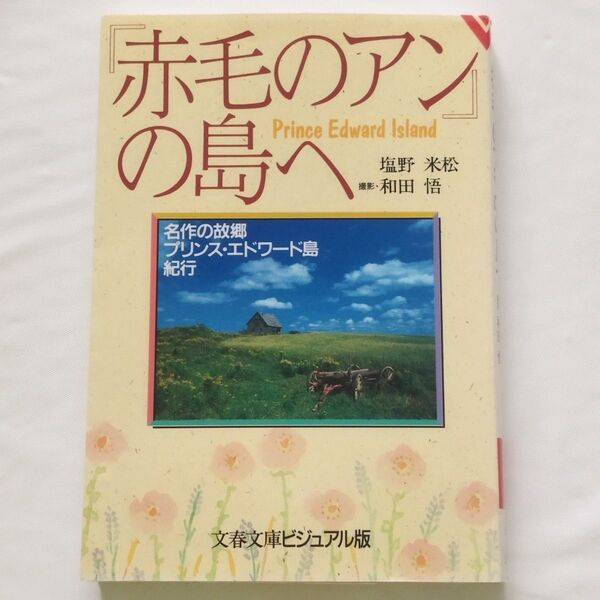 『赤毛のアン』
の島へ
Prince Edward Island
塩野 米松
撮影・和田 悟
名作の故郷
プリンス・エドワード島
紀行
文春文庫ビジュアル版